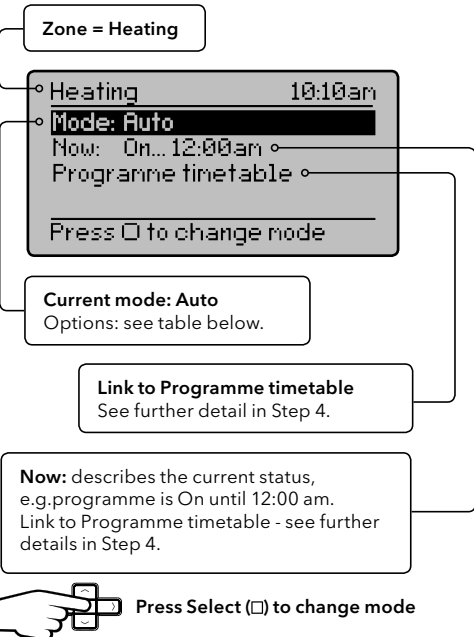 Zone = Heating
Heating 10:10am
Mode: Auto
Now: On... 12:00am
Programme timetable
Press □ to change mode
Current mode: Auto
Options: see table below.
Link to Programme timetable
See further detail in Step 4.
Now: describes the current status,
e.g.programme is On until 12:00 am.
Link to Programme timetable - see further
details in Step 4.
Press Select (□) to change mode